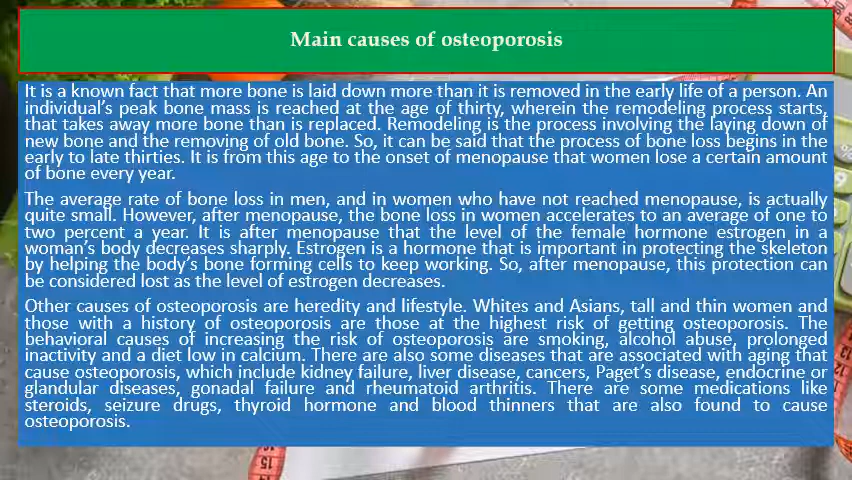 Main causes of osteoporosis
It is a known fact that more bone is laid down more than it is removed in the early life of a person. An
individual's peak bone mass is reached at the age of thirty, wherein the remodeling process starts,
that takes away more bone than is replaced. Remodeling is the process involving the laying down of
new bone and the removing of old bone. So, it can be said that the process of bone loss begins in the
early to late thirties. It is from this age to the onset of menopause that women lose a certain amount
of bone every year.
The average rate of bone loss in men, and in women who have not reached menopause, is actually
quite small. However, after menopause, the bone loss in women accelerates to an average of one to
two percent a year. It is after menopause that the level of the female hormone estrogen in a
woman's body decreases sharply. Estrogen is a hormone that is important in protecting the skeleton
by helping the body's bone forming cells to keep working. So, after menopause, this protection can
be considered lost as the level of estrogen decreases.
Other causes of osteoporosis are heredity and lifestyle. Whites and Asians, tall and thin women and
those with a history of osteoporosis are those at the highest risk of getting osteoporosis. The
behavioral causes of increasing the risk of osteoporosis are smoking, alcohol abuse, prolonged
inactivity and a diet low in calcium. There are also some diseases that are associated with aging that
cause osteoporosis, which include kidney failure, liver disease, cancers, Paget's disease, endocrine or
glandular diseases, gonadal failure and rheumatoid arthritis. There are some medications like
steroids, seizure drugs, thyroid hormone and blood thinners that are also found to cause
osteoporosis.
15